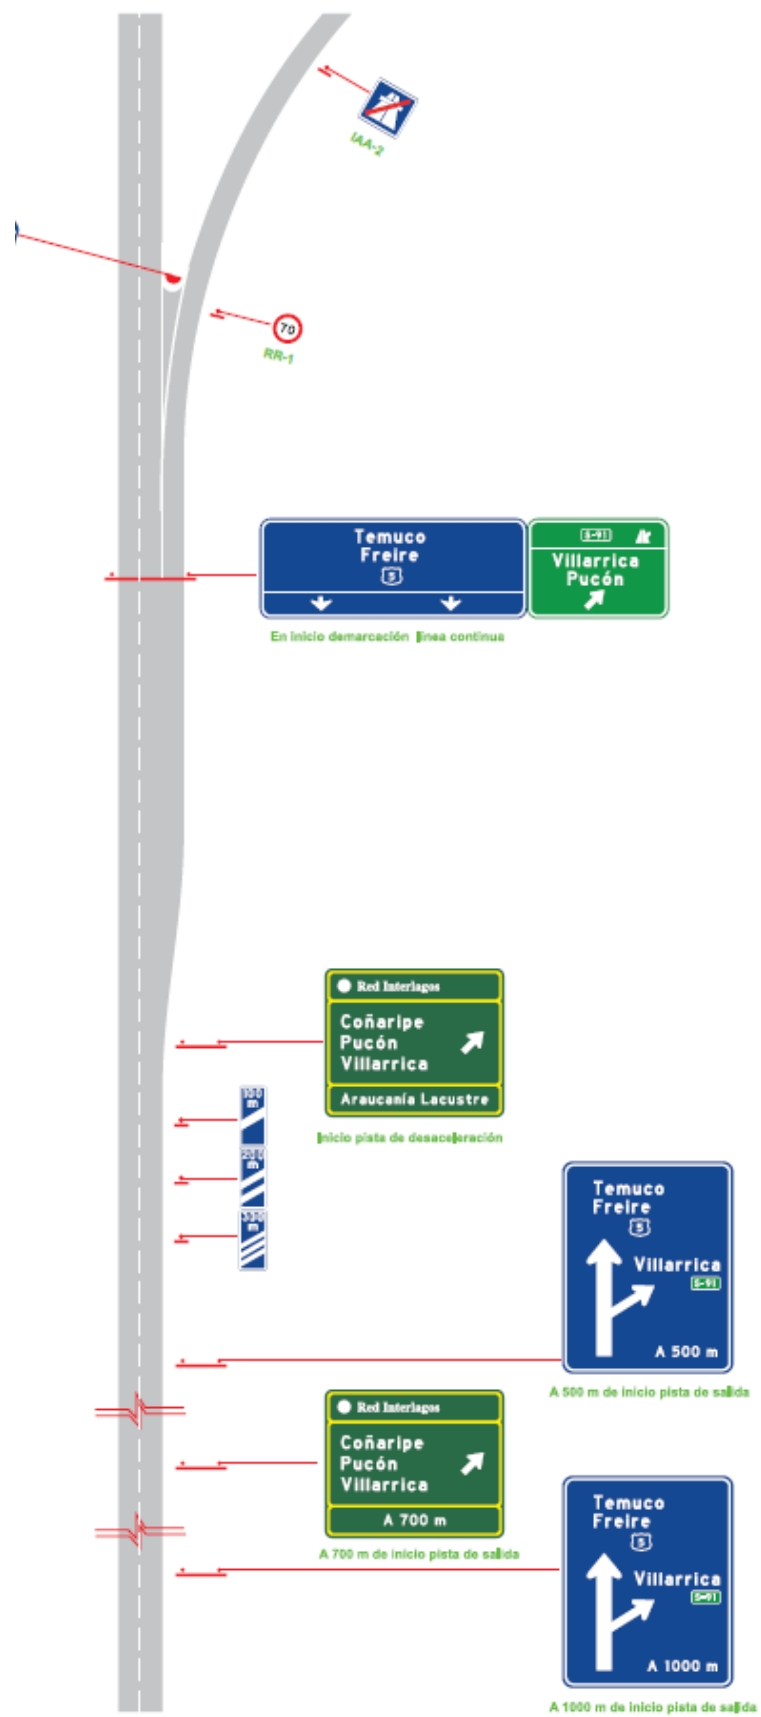 IAA-2
70
RR-1
Temuco
Freire
5
S-91
Villarrica
Pucón
En inicio demarcación línea continua
Red Interlagos
Coñaripe
Pucón
Villarrica
Araucanía Lacustre
Inicio pista de desaceleración
100
m
200
m
300
m
Temuco
Freire
5
Villarrica
S-91
A 500 m
A 500 m de inicio pista de salida
Red Interlagos
Coñaripe
Pucón
Villarrica
A 700 m
A 700 m de inicio pista de salida
Temuco
Freire
5
Villarrica
S-91
A 1000 m
A 1000 m de inicio pista de salida